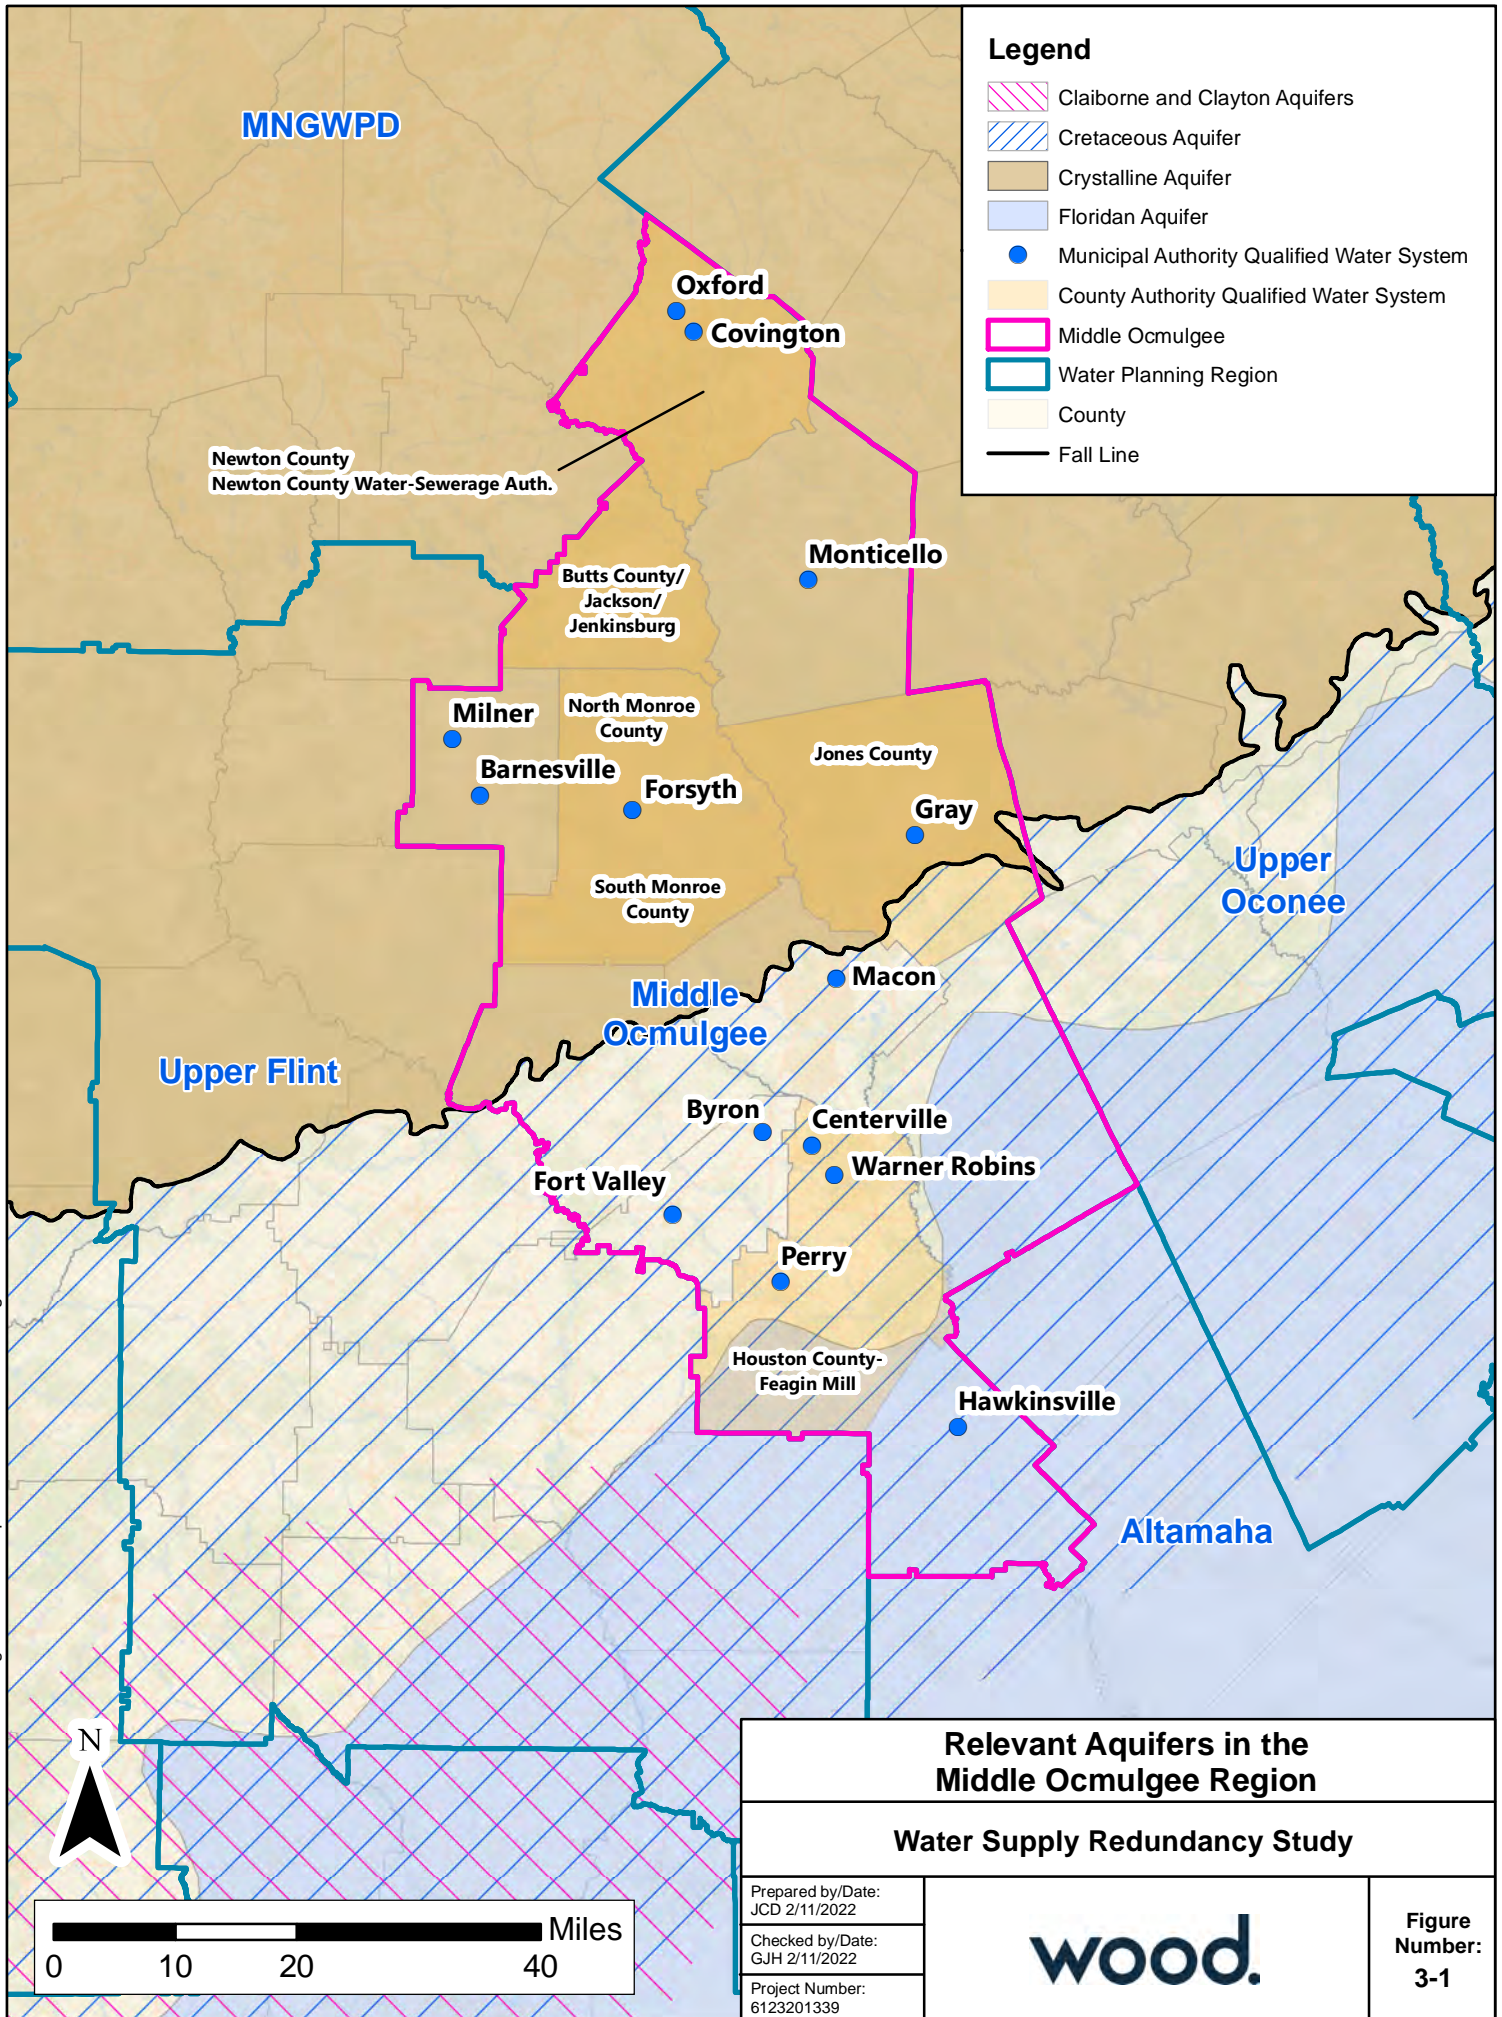 Legend
Claiborne and Clayton Aquifers
Cretaceous Aquifer
Crystalline Aquifer
Floridan Aquifer
Municipal Authority Qualified Water System
County Authority Qualified Water System
Middle Ocmulgee
Water Planning Region
County
Fall Line
MNGWPD
Oxford
Covington
Newton County
Newton County Water-Sewerage Auth.
Monticello
Butts County/
Jackson/
Jenkinsburg
Milner
North Monroe
County
Barnesville
Forsyth
Jones County
Gray
South Monroe
County
Upper
Oconee
Macon
Middle
Ocmulgee
Upper Flint
Byron
Centerville
Warner Robins
Fort Valley
Perry
Houston County-
Feagin Mill
Hawkinsville
Altamaha
N
Miles
0 10 20 40
Relevant Aquifers in the
Middle Ocmulgee Region
Water Supply Redundancy Study
Prepared by/Date:
JCD 2/11/2022
Checked by/Date:
GJH 2/11/2022
Project Number:
6123201339
wood.
Figure
Number:
3-1